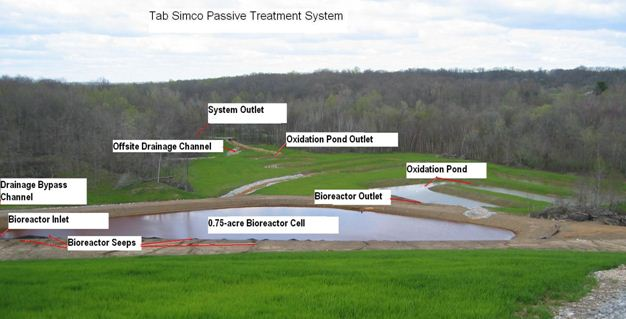 Tab Simco Passive Treatment System
System Outlet
Oxidation Pond Outlet
Offsite Drainage Channel
Oxidation Pond
Drainage Bypass
Channel
Bioreactor Outlet
Bioreactor Inlet
0.75-acre Bioreactor Cell
Bioreactor Seeps